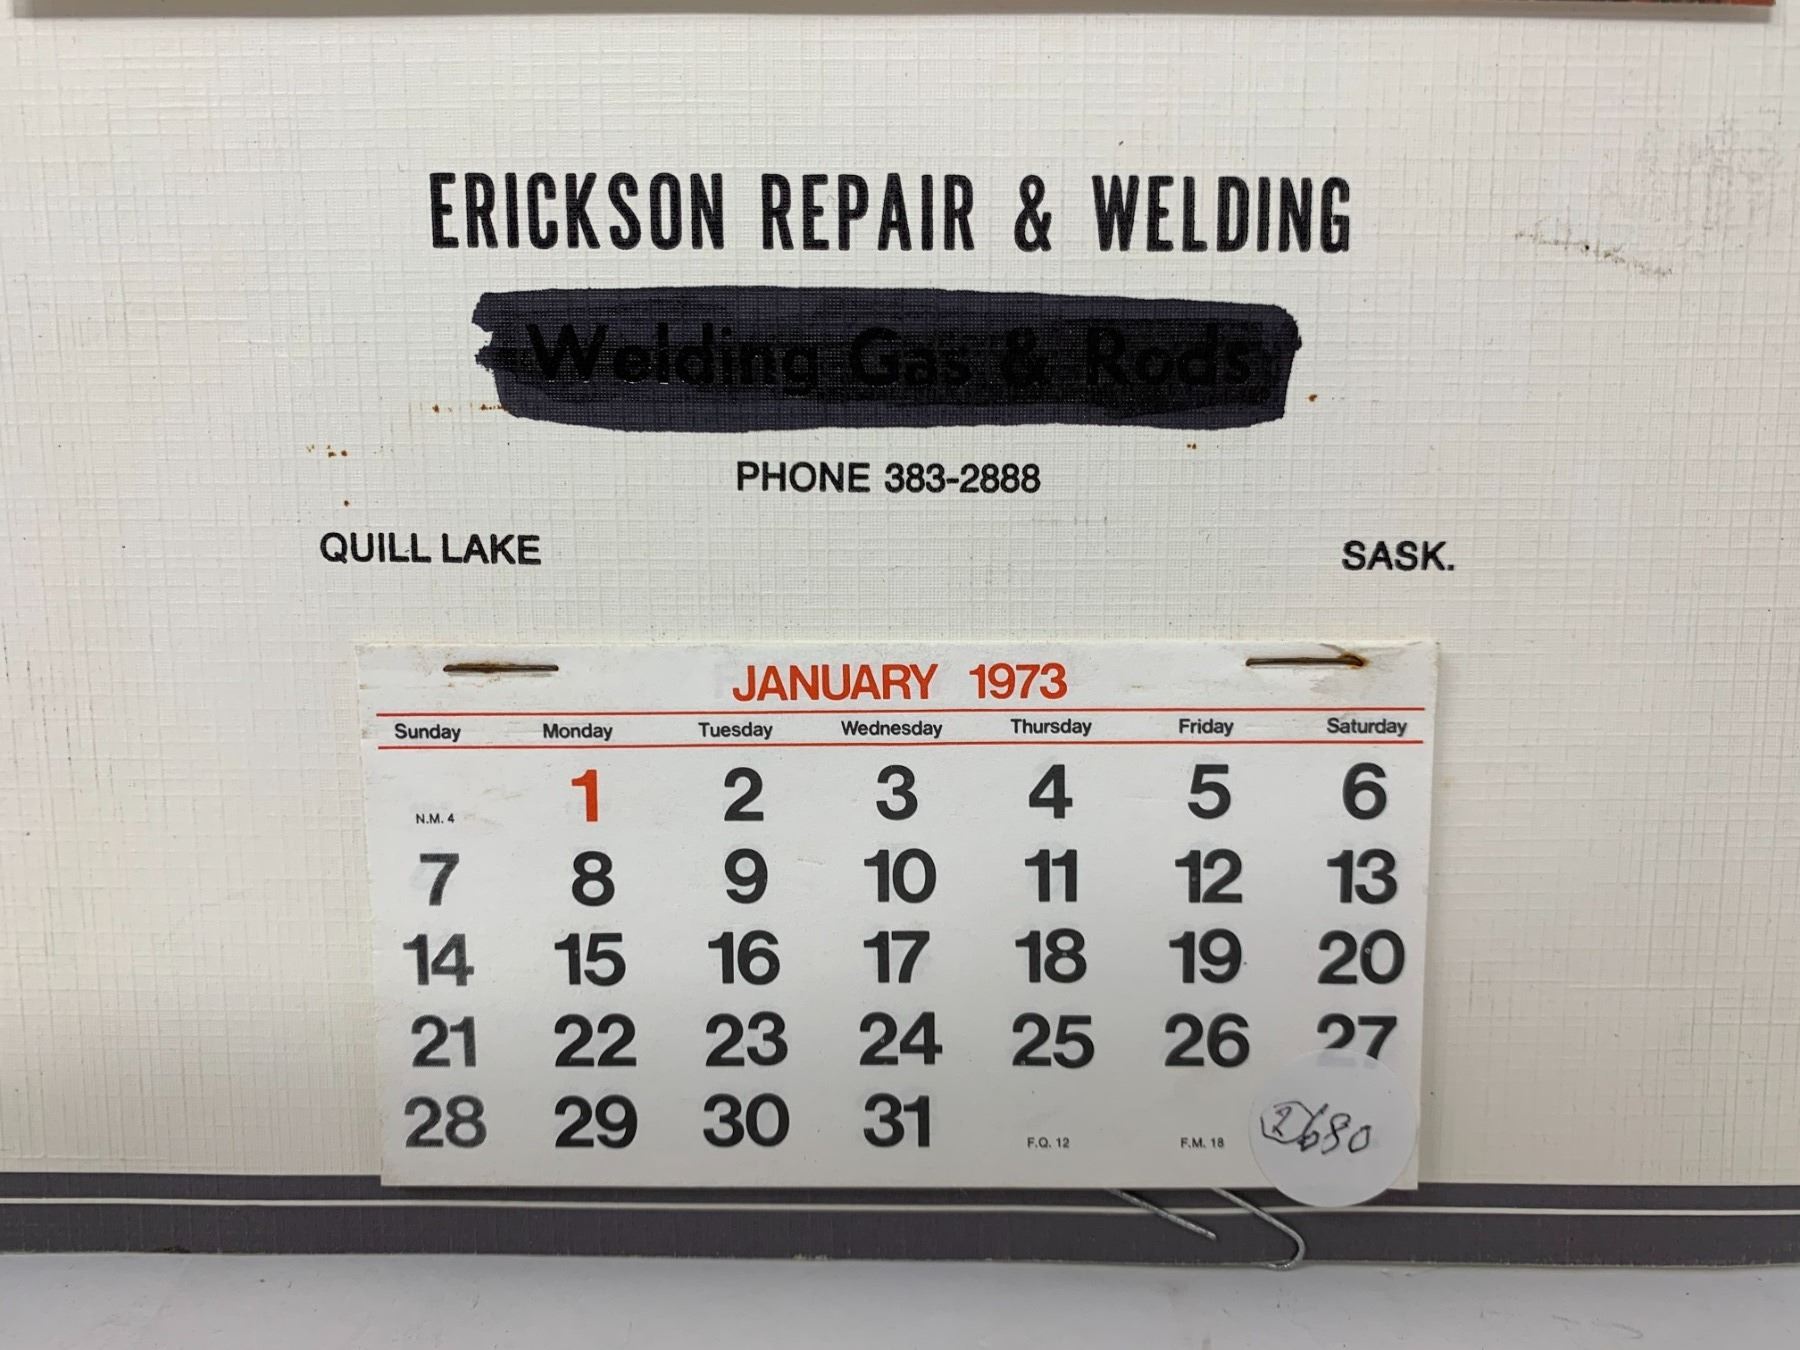 ERICKSON REPAIR & WELDING
Welding Gas & Rods
PHONE 383-2888
QUILL LAKE SASK.
JANUARY 1973
Sunday Monday Tuesday Wednesday Thursday Friday Saturday
N.M. 4 1 2 3 4 5 6
7 8 9 10 11 12 13
14 15 16 17 18 19 20
21 22 23 24 25 26 27
28 29 30 31 F.Q. 12 F.M. 18